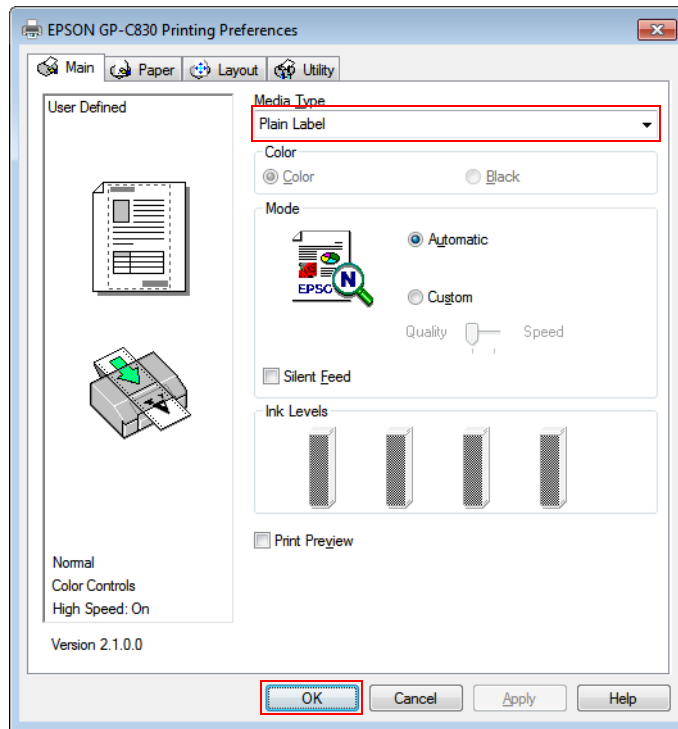 EPSON GP-C830 Printing Preferences
Main Paper Layout Utility
User Defined
Media Type
Plain Label
Color
Color Black
Mode
EPSO N
Automatic
Custom
Quality Speed
Silent Feed
Ink Levels
Print Preview
Normal
Color Controls
High Speed: On
Version 2.1.0.0
OK Cancel Apply Help